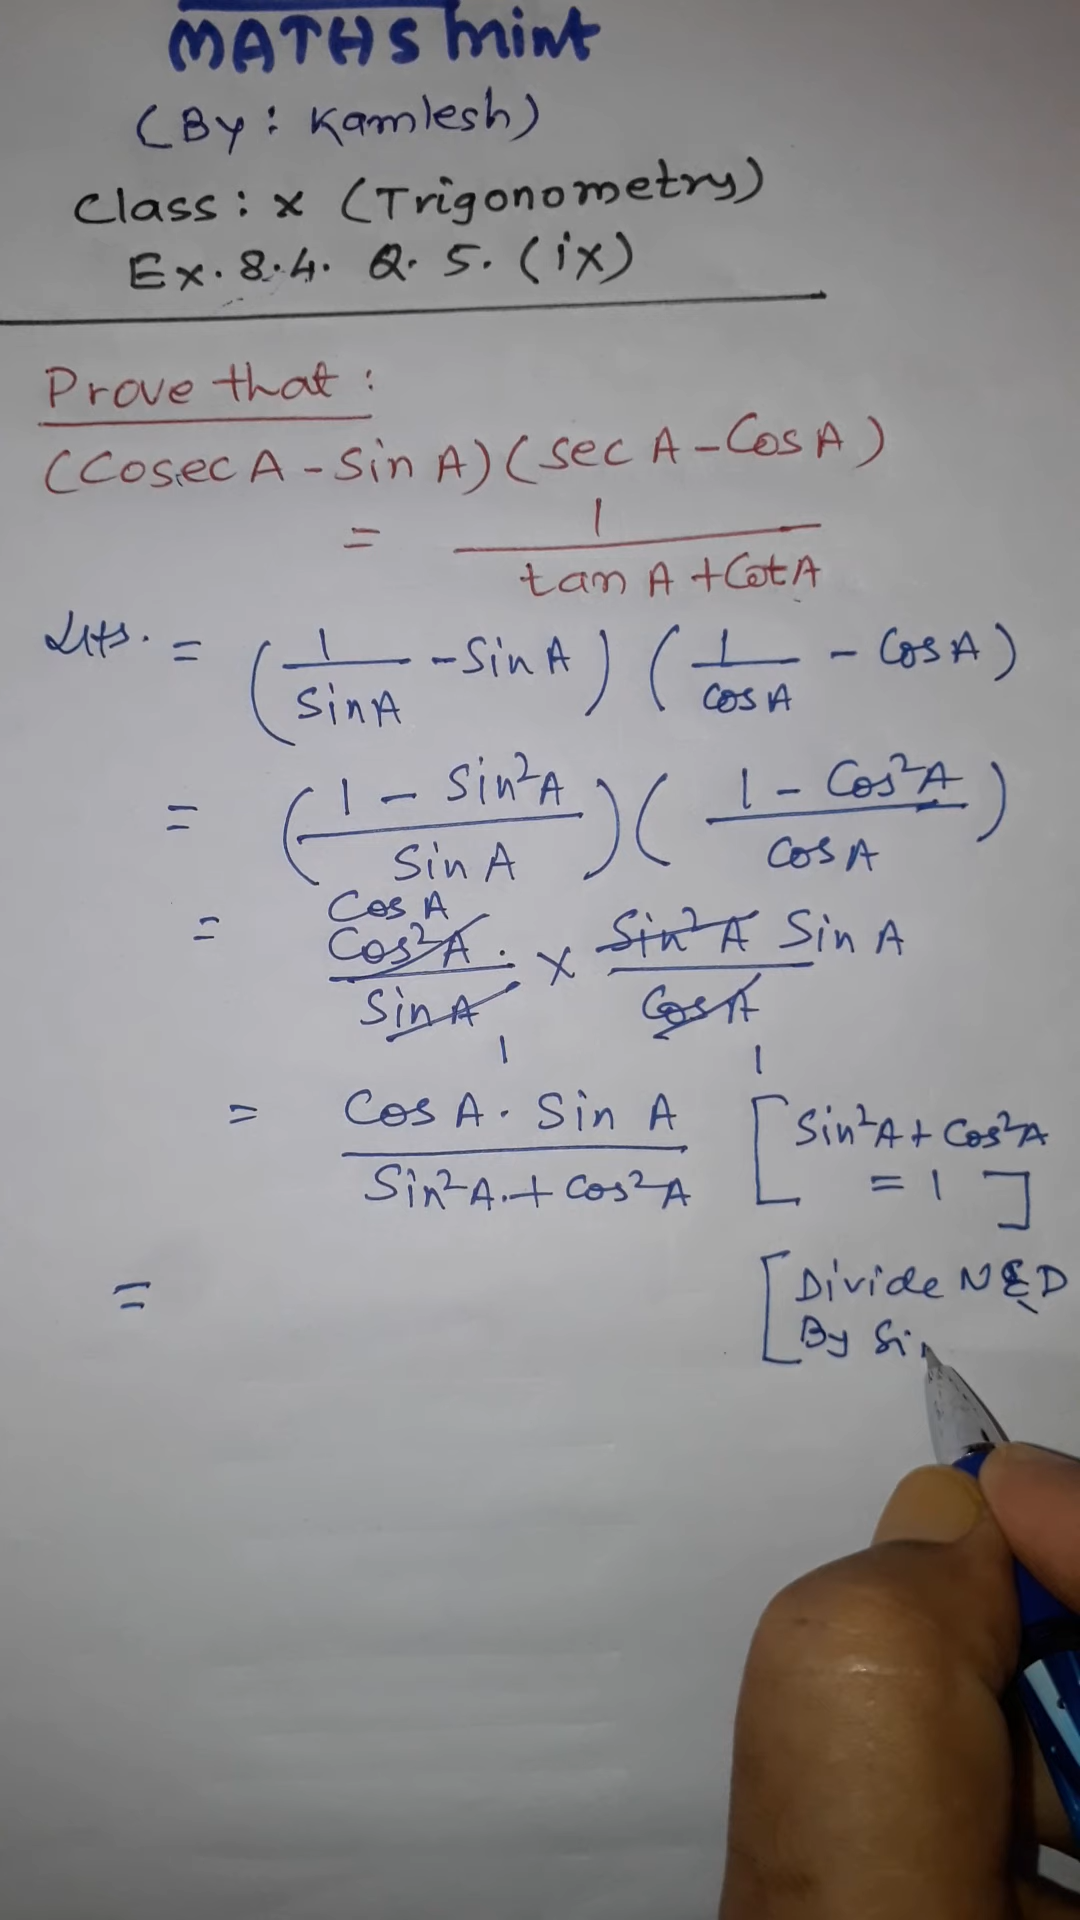 MATHS mint
(By: Kamlesh)
Class: X (Trigonometry)
Ex. 8.4. Q. 5. (ix)
Prove that:
(Cosec A - Sin A) (Sec A - Cos A)
= 1 / (tan A + Cot A)
LHS. = (1/Sin A - Sin A) (1/Cos A - Cos A)
= ((1 - Sin²A)/Sin A) ((1 - Cos²A)/Cos A)
Cos A
= Cos²A/Sin A × Sin²A/Cos A Sin A
1 1
= Cos A . Sin A / (Sin²A + Cos²A) [Sin²A + Cos²A
= 1]
= [Divide N & D
By Sin